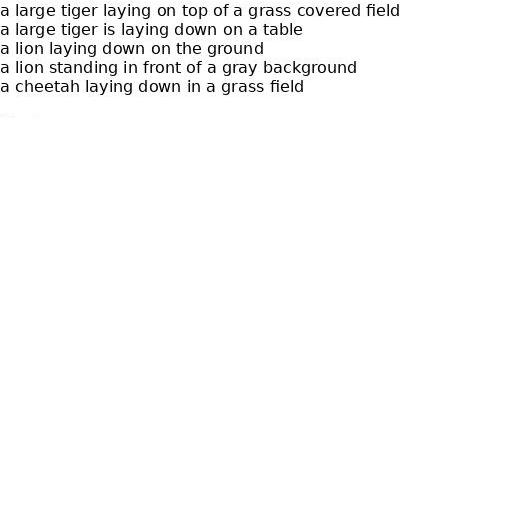 a large tiger laying on top of a grass covered field
a large tiger is laying down on a table
a lion laying down on the ground
a lion standing in front of a gray background
a cheetah laying down in a grass field